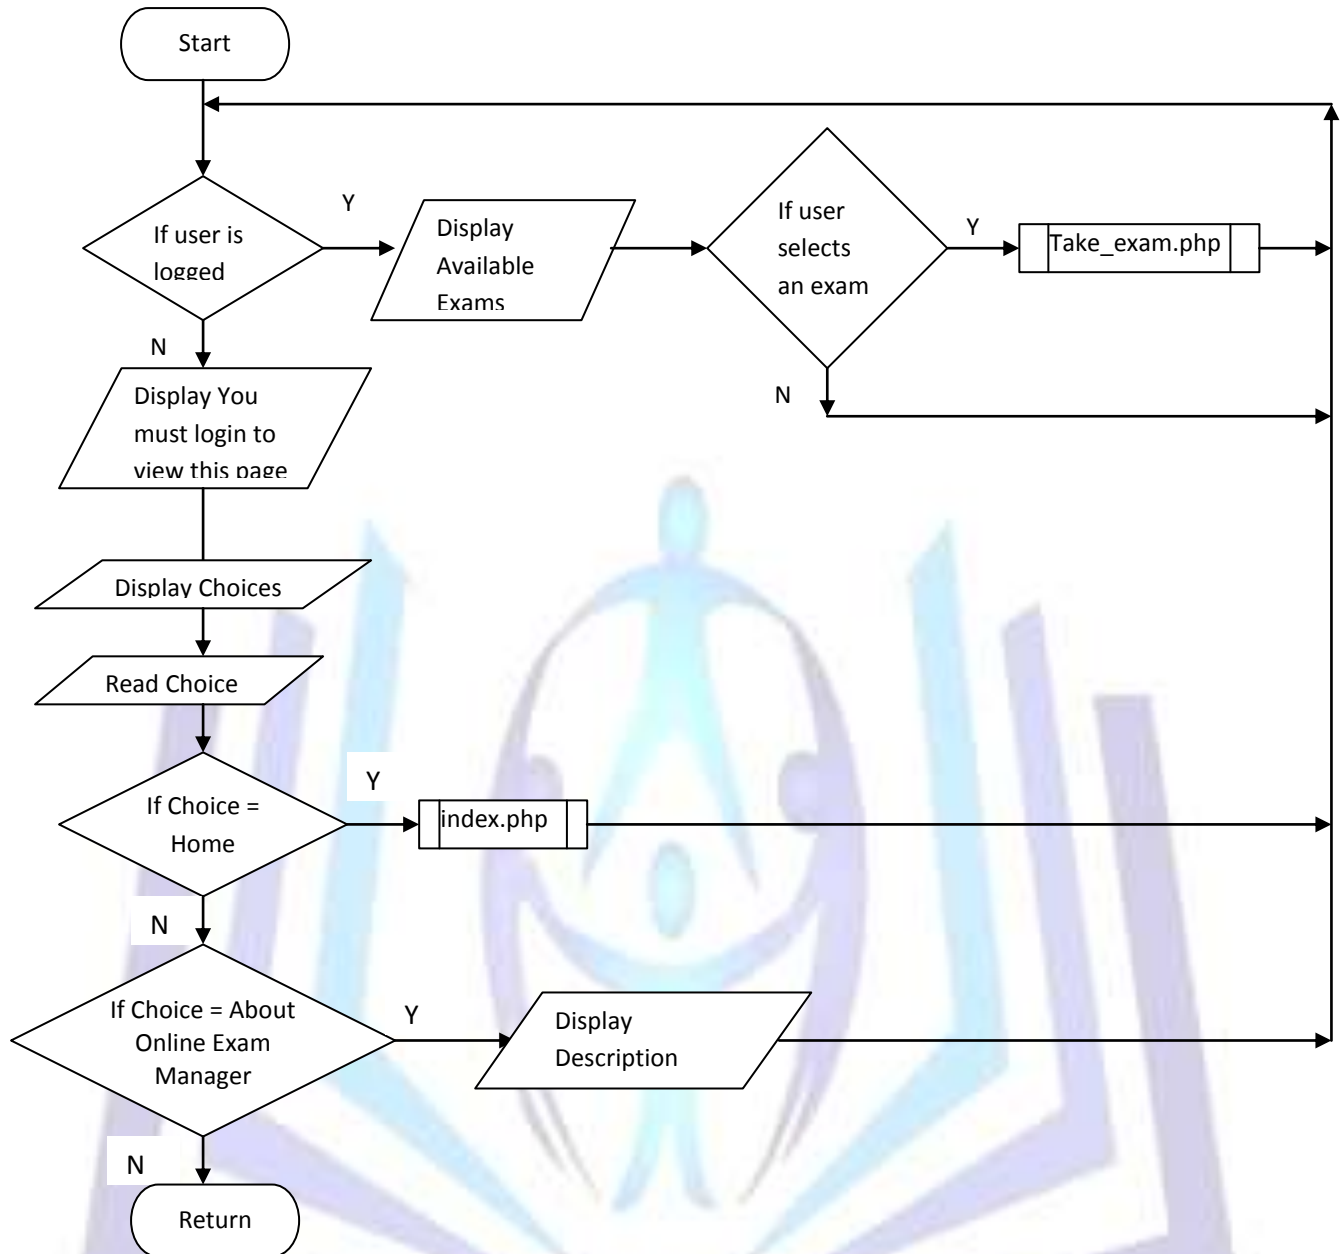 Start
If user is
logged
Y
Display
Available
Exams
If user
selects
an exam
Y
Take_exam.php
N
N
Display You
must login to
view this page
Display Choices
Read Choice
If Choice =
Home
Y
index.php
N
If Choice = About
Online Exam
Manager
Y
Display
Description
N
Return